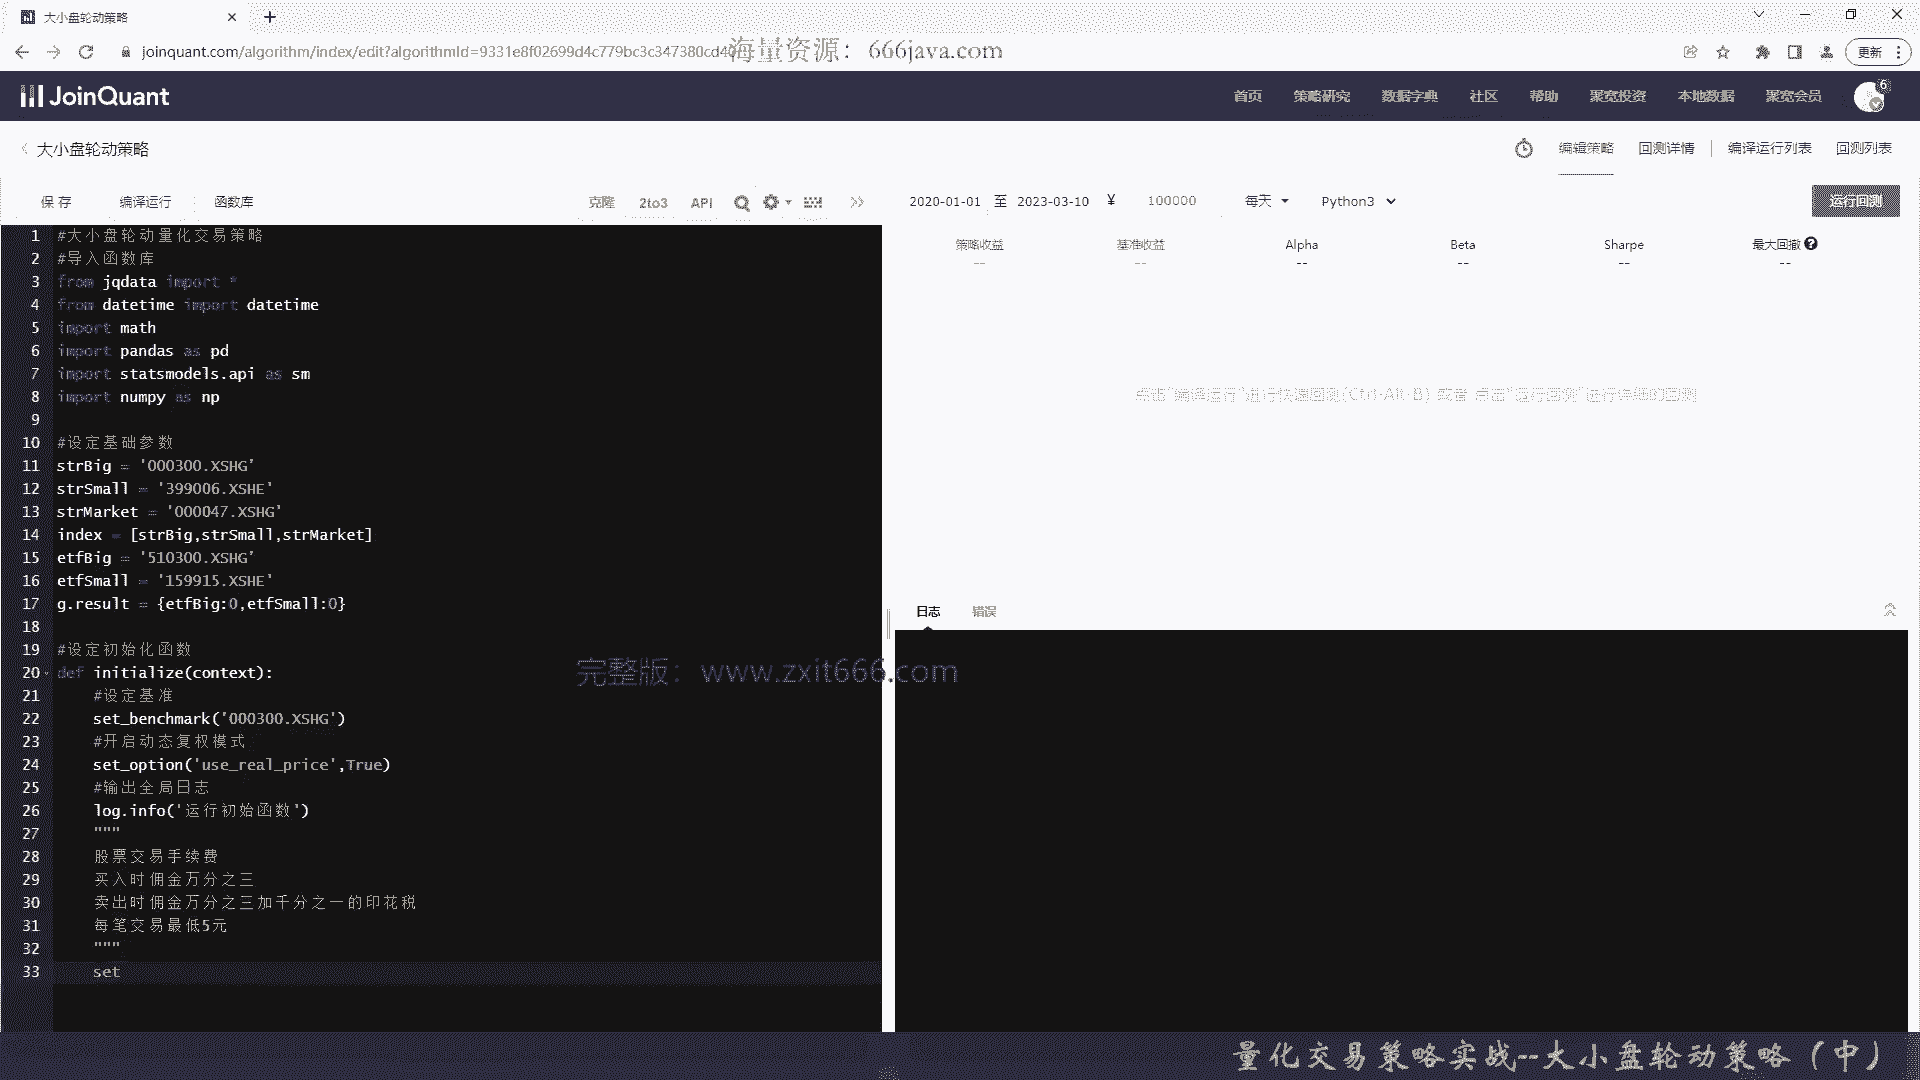 大小盘轮动策略
joinquant.com/algorithm/index/edit?algorithmId=9331e8f02699d4c779bc3c347380cd40
海量资源：666java.com
更新
JoinQuant
首页 策略研究 数据字典 社区 帮助 聚宽投资 本地数据 聚宽会员 6
大小盘轮动策略
编辑策略 回测详情 编译运行列表 回测列表
保存 编译运行 函数库 克隆 2to3 API
2020-01-01 至 2023-03-10 ¥ 100000 每天 Python3 运行回测
策略收益 基准收益 Alpha Beta Sharpe 最大回撤
-- -- -- -- -- --
点击"编译运行"进行快速回测(Ctrl+Alt+B) 或者 点击"运行回测"进行详细的回测
日志 错误
1 #大小盘轮动量化交易策略
2 #导入函数库
3 from jqdata import *
4 from datetime import datetime
5 import math
6 import pandas as pd
7 import statsmodels.api as sm
8 import numpy as np
9
10 #设定基础参数
11 strBig = '000300.XSHG'
12 strSmall = '399006.XSHE'
13 strMarket = '000047.XSHG'
14 index = [strBig,strSmall,strMarket]
15 etfBig = '510300.XSHG'
16 etfSmall = '159915.XSHE'
17 g.result = {etfBig:0,etfSmall:0}
18
19 #设定初始化函数
20 def initialize(context):
21 #设定基准
22 set_benchmark('000300.XSHG')
23 #开启动态复权模式
24 set_option('use_real_price',True)
25 #输出全局日志
26 log.info('运行初始函数')
27 """
28 股票交易手续费
29 买入时佣金万分之三
30 卖出时佣金万分之三加千分之一的印花税
31 每笔交易最低5元
32 """
33 set
完整版：www.zxit666.com
量化交易策略实战--大小盘轮动策略（中）